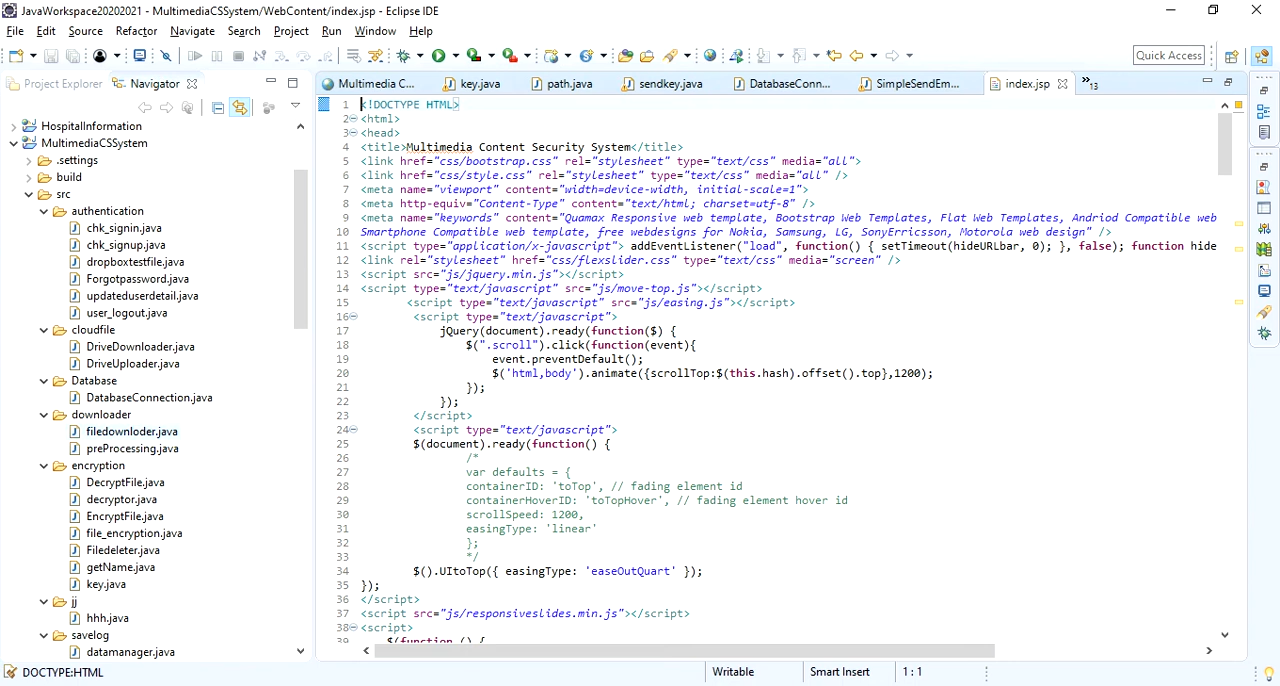 JavaWorkspace20202021 - MultimediaCSSystem/WebContent/index.jsp - Eclipse IDE
File Edit Source Refactor Navigate Search Project Run Window Help
Quick Access
Project Explorer Navigator
Multimedia C... key.java path.java sendkey.java DatabaseConn... SimpleSendEm... index.jsp »13
HospitalInformation
MultimediaCSSystem
.settings
build
src
authentication
chk_signin.java
chk_signup.java
dropboxtestfile.java
Forgotpassword.java
updateduserdetail.java
user_logout.java
cloudfile
DriveDownloader.java
DriveUploader.java
Database
DatabaseConnection.java
downloader
filedownloder.java
preProcessing.java
encryption
DecryptFile.java
decryptor.java
EncryptFile.java
file_encryption.java
Filedeleter.java
getName.java
key.java
jj
hhh.java
savelog
datamanager.java
1 <!DOCTYPE HTML>
2 <html>
3 <head>
4 <title>Multimedia Content Security System</title>
5 <link href="css/bootstrap.css" rel="stylesheet" type="text/css" media="all">
6 <link href="css/style.css" rel="stylesheet" type="text/css" media="all" />
7 <meta name="viewport" content="width=device-width, initial-scale=1">
8 <meta http-equiv="Content-Type" content="text/html; charset=utf-8" />
9 <meta name="keywords" content="Quamax Responsive web template, Bootstrap Web Templates, Flat Web Templates, Andriod Compatible web
10 Smartphone Compatible web template, free webdesigns for Nokia, Samsung, LG, SonyErricsson, Motorola web design" />
11 <script type="application/x-javascript"> addEventListener("load", function() { setTimeout(hideURLbar, 0); }, false); function hide
12 <link rel="stylesheet" href="css/flexslider.css" type="text/css" media="screen" />
13 <script src="js/jquery.min.js"></script>
14 <script type="text/javascript" src="js/move-top.js"></script>
15 <script type="text/javascript" src="js/easing.js"></script>
16 <script type="text/javascript">
17 jQuery(document).ready(function($) {
18 $(".scroll").click(function(event){
19 event.preventDefault();
20 $('html,body').animate({scrollTop:$(this.hash).offset().top},1200);
21 });
22 });
23 </script>
24 <script type="text/javascript">
25 $(document).ready(function() {
26 /*
27 var defaults = {
28 containerID: 'toTop', // fading element id
29 containerHoverID: 'toTopHover', // fading element hover id
30 scrollSpeed: 1200,
31 easingType: 'linear'
32 };
33 */
34 $().UItoTop({ easingType: 'easeOutQuart' });
35 });
36 </script>
37 <script src="js/responsiveslides.min.js"></script>
38 <script>
39 $(function () {
DOCTYPE:HTML Writable Smart Insert 1 : 1